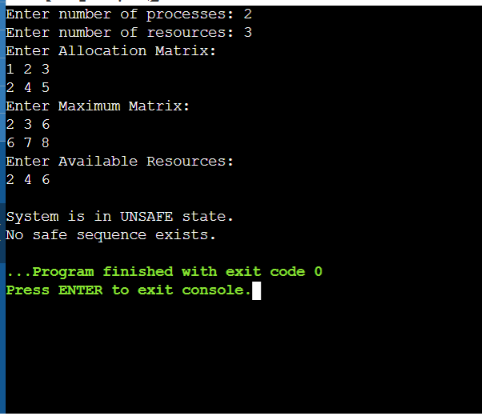 Enter number of processes: 2
Enter number of resources: 3
Enter Allocation Matrix:
1 2 3
2 4 5
Enter Maximum Matrix:
2 3 6
6 7 8
Enter Available Resources:
2 4 6
System is in UNSAFE state.
No safe sequence exists.
...Program finished with exit code 0
Press ENTER to exit console.